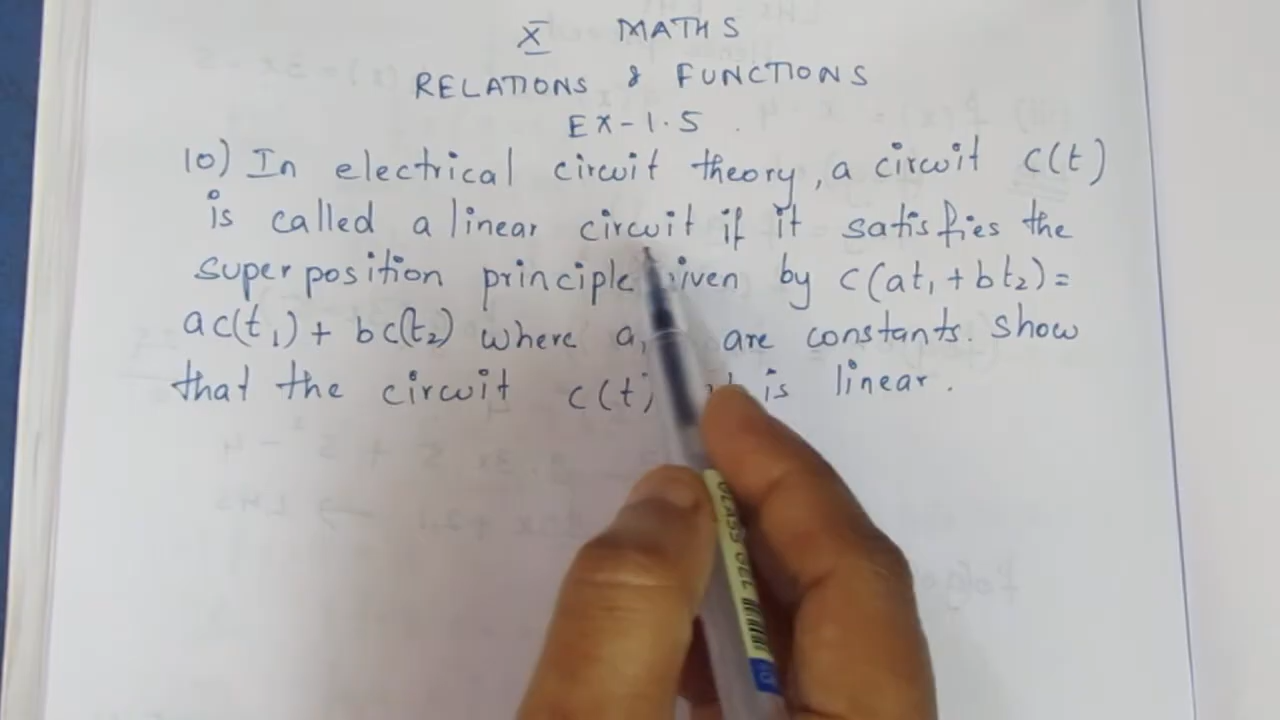 X MATHS
RELATIONS & FUNCTIONS
EX-1.5
10) In electrical circuit theory, a circuit C(t)
is called a linear circuit if it satisfies the
superposition principle iven by C(at₁ + bt₂) =
ac(t₁) + bc(t₂) where a, are constants. Show
that the circuit c(t) is linear.